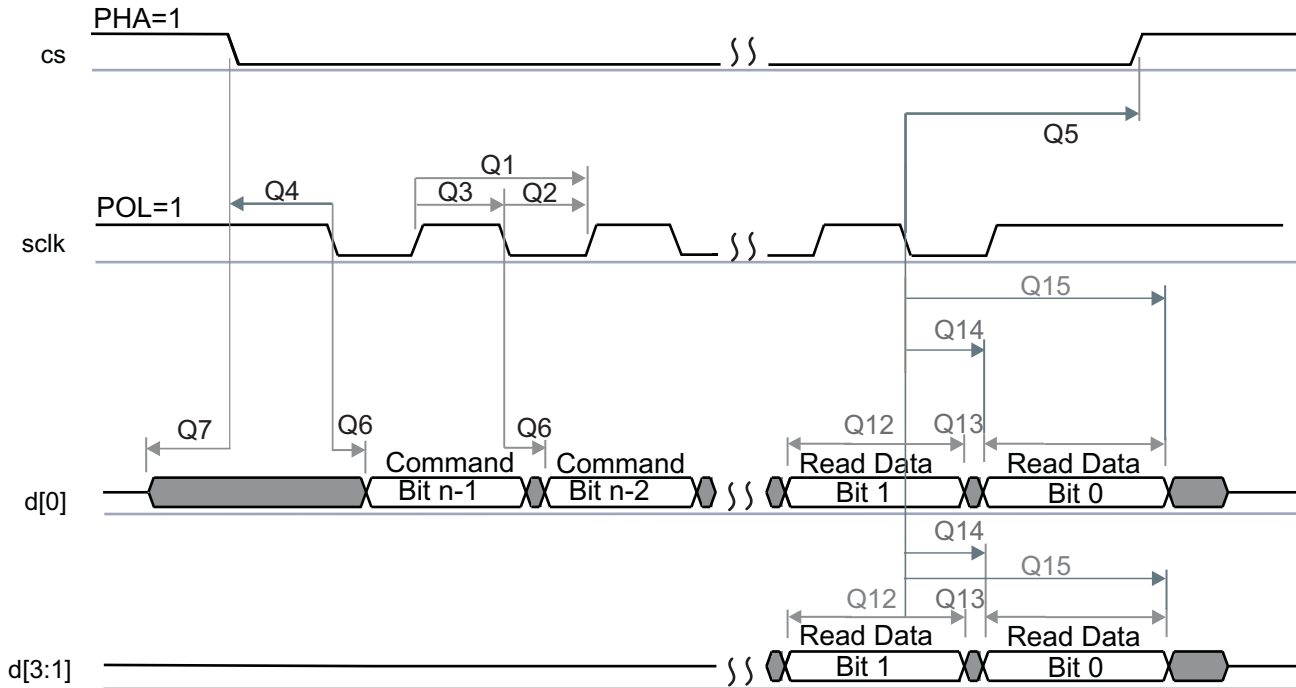 PHA=1
cs
Q5
Q1
Q4
Q3
Q2
POL=1
sclk
Q15
Q14
Q7
Q6
Q6
Q12
Q13
Command
Command
Read Data
Read Data
d[0]
Bit n-1
Bit n-2
Bit 1
Bit 0
Q14
Q15
Q12
Q13
Read Data
Read Data
d[3:1]
Bit 1
Bit 0